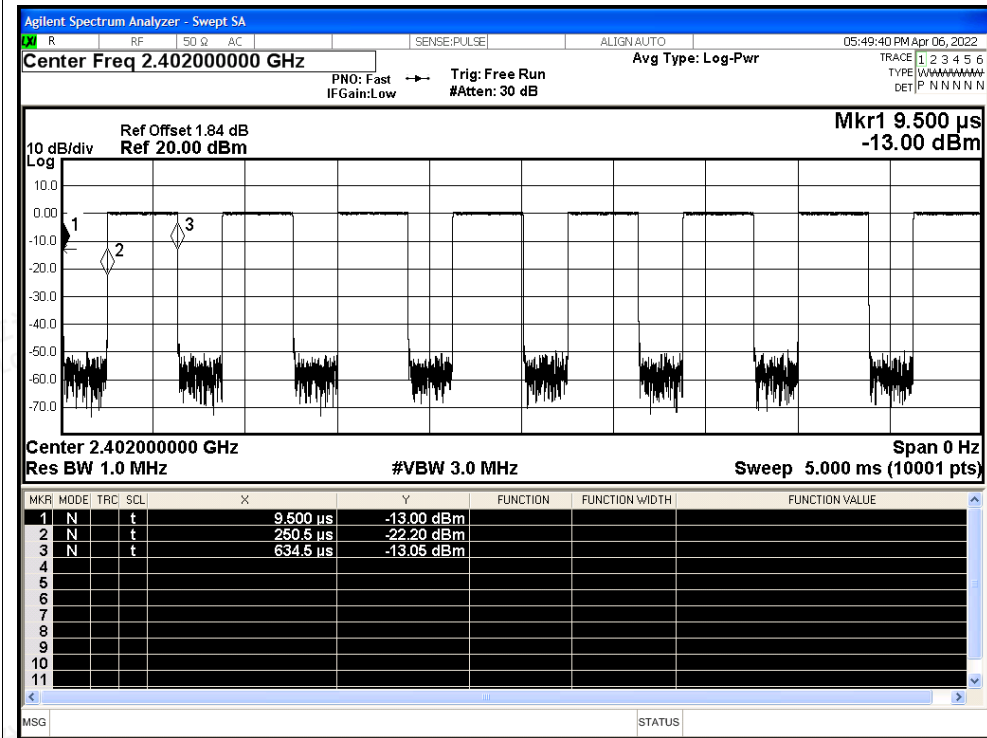 Agilent Spectrum Analyzer - Swept SA
LXI R RF 50 Ω AC SENSE:PULSE ALIGN AUTO 05:49:40 PM Apr 06, 2022
Center Freq 2.402000000 GHz Avg Type: Log-Pwr TRACE 1 2 3 4 5 6
PNO: Fast Trig: Free Run TYPE
IFGain:Low #Atten: 30 dB DET P N N N N N
Mkr1 9.500 µs
-13.00 dBm
Ref Offset 1.84 dB
10 dB/div Ref 20.00 dBm
Log
10.0
0.00
1
3
-10.0
2
-20.0
-30.0
-40.0
-50.0
-60.0
-70.0
Center 2.402000000 GHz Span 0 Hz
Res BW 1.0 MHz #VBW 3.0 MHz Sweep 5.000 ms (10001 pts)
MKR MODE TRC SCL X Y FUNCTION FUNCTION WIDTH FUNCTION VALUE
1 N t 9.500 µs -13.00 dBm
2 N t 250.5 µs -22.20 dBm
3 N t 634.5 µs -13.05 dBm
4
5
6
7
8
9
10
11
MSG STATUS